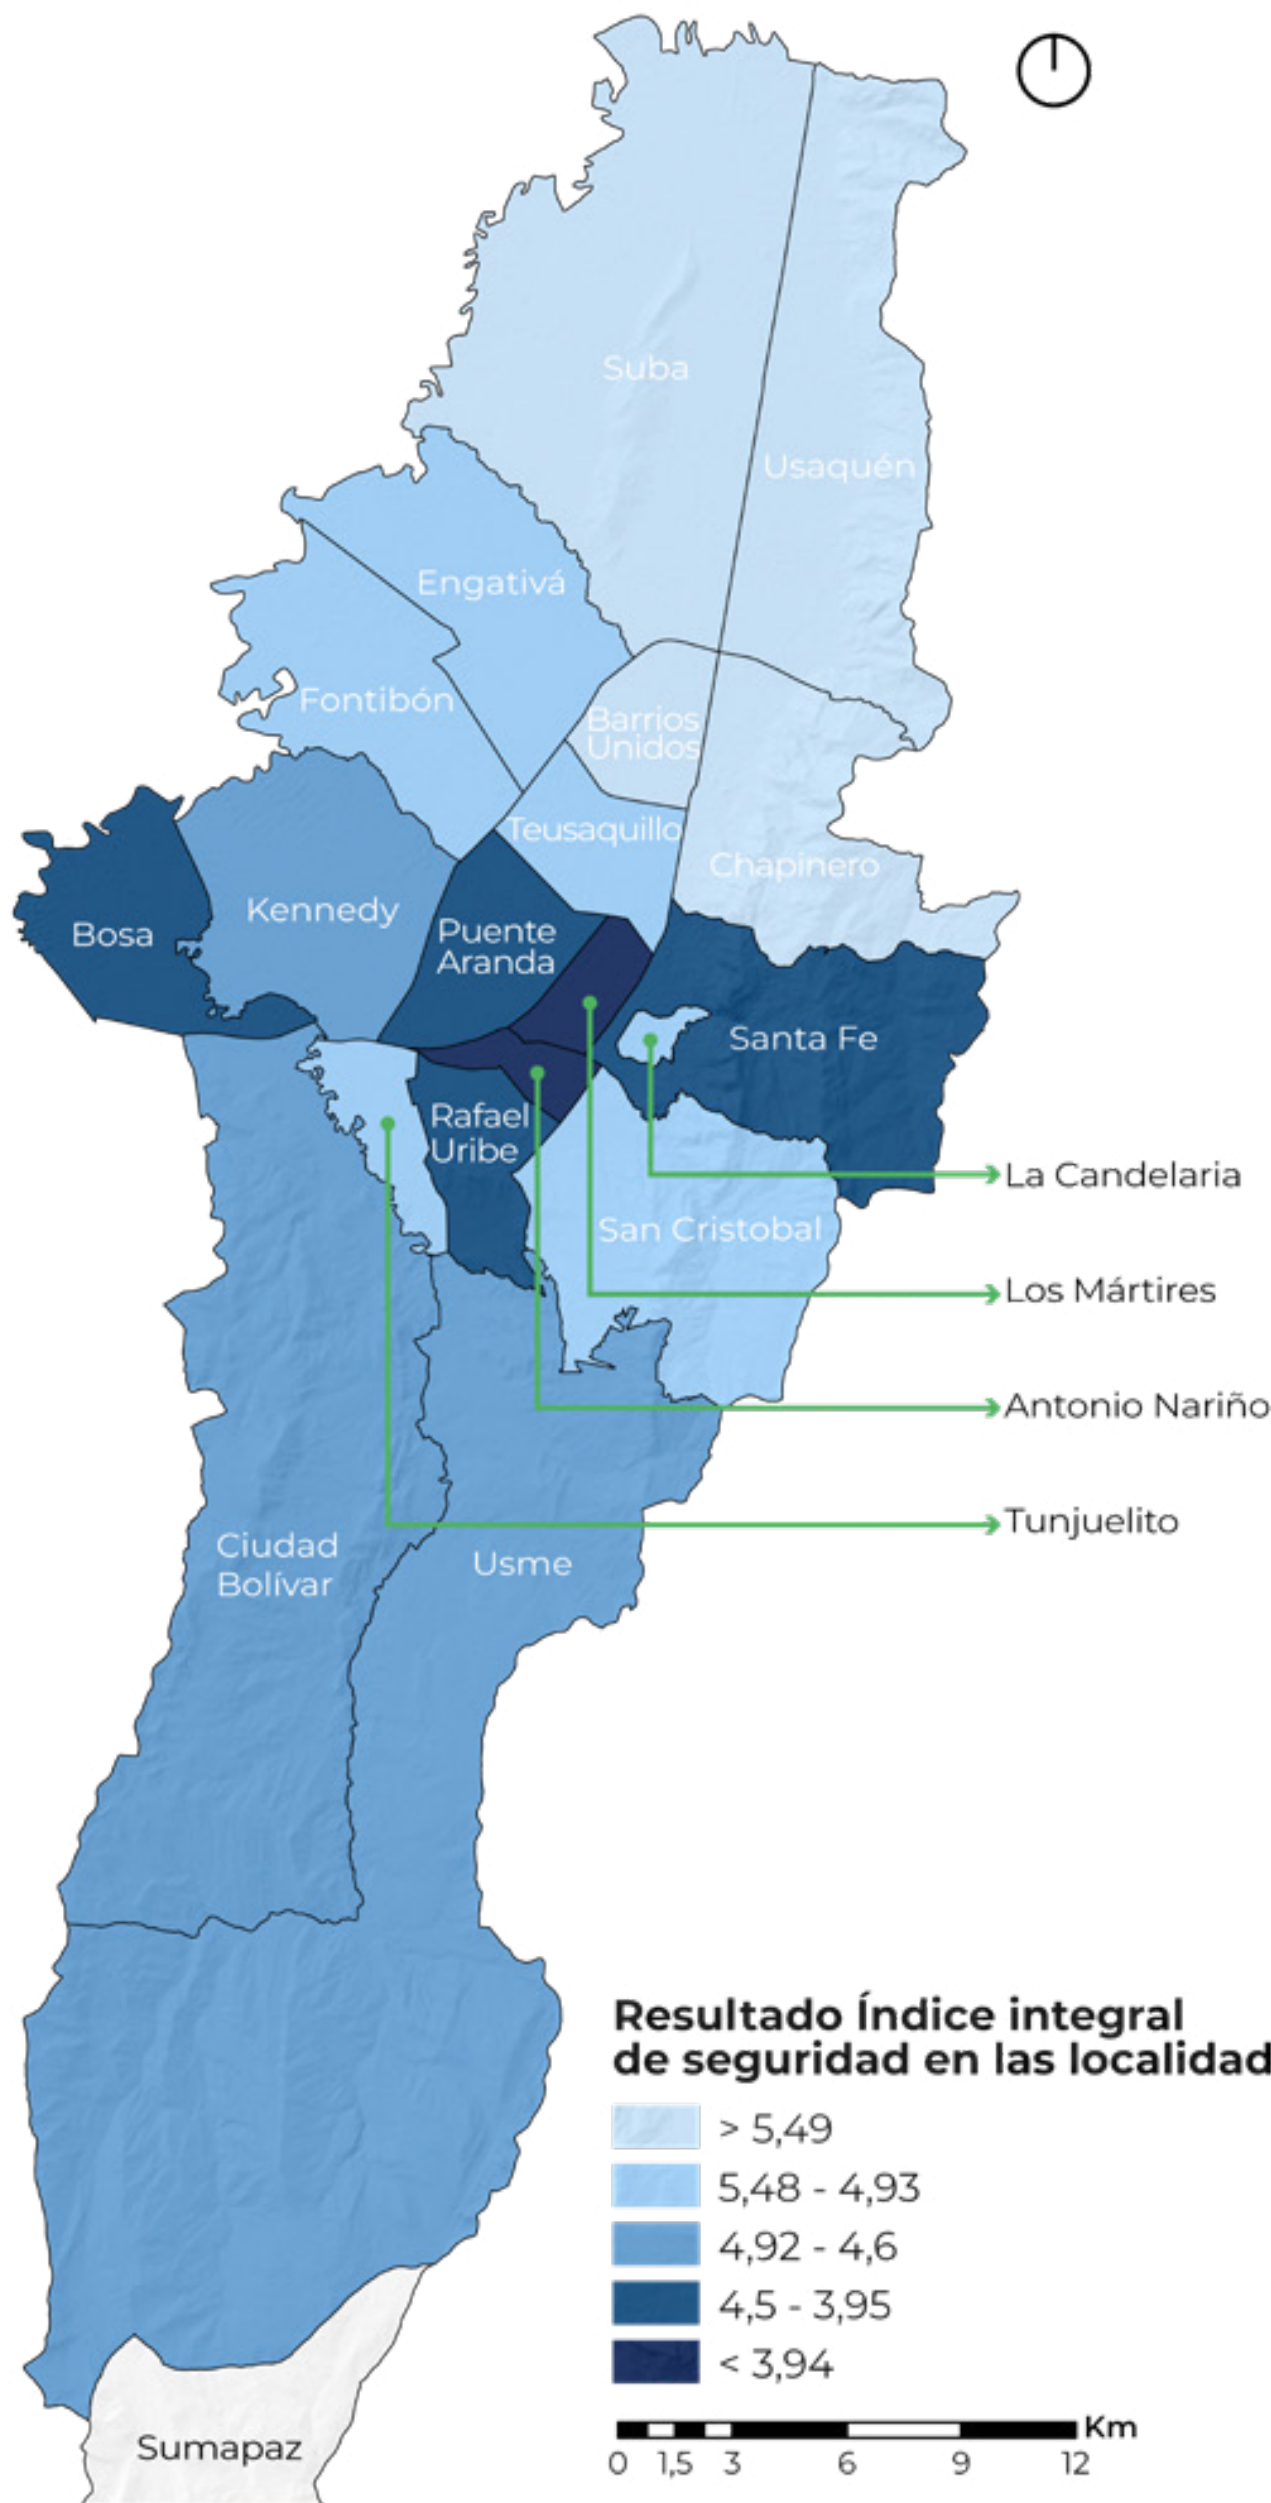 Suba
Usaquén
Engativá
Fontibón
Barrios
Unidos
Teusaquillo
Chapinero
Kennedy
Bosa
Puente
Aranda
Santa Fe
Rafael
Uribe
La Candelaria
San Cristobal
Los Mártires
Antonio Nariño
Tunjuelito
Ciudad
Bolívar
Usme
Resultado Índice integral
de seguridad en las localidad
> 5,49
5,48 - 4,93
4,92 - 4,6
4,5 - 3,95
< 3,94
Km
0 1,5 3 6 9 12
Sumapaz